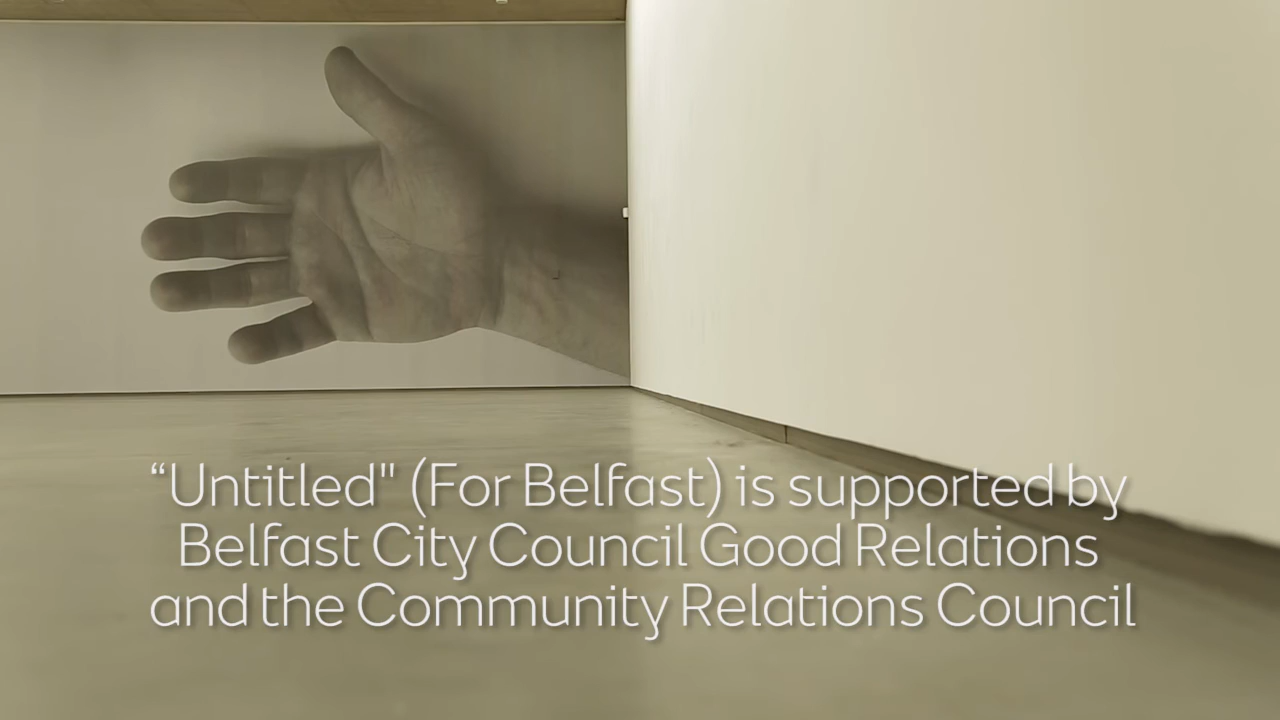 “Untitled" (For Belfast) is supported by
Belfast City Council Good Relations
and the Community Relations Council